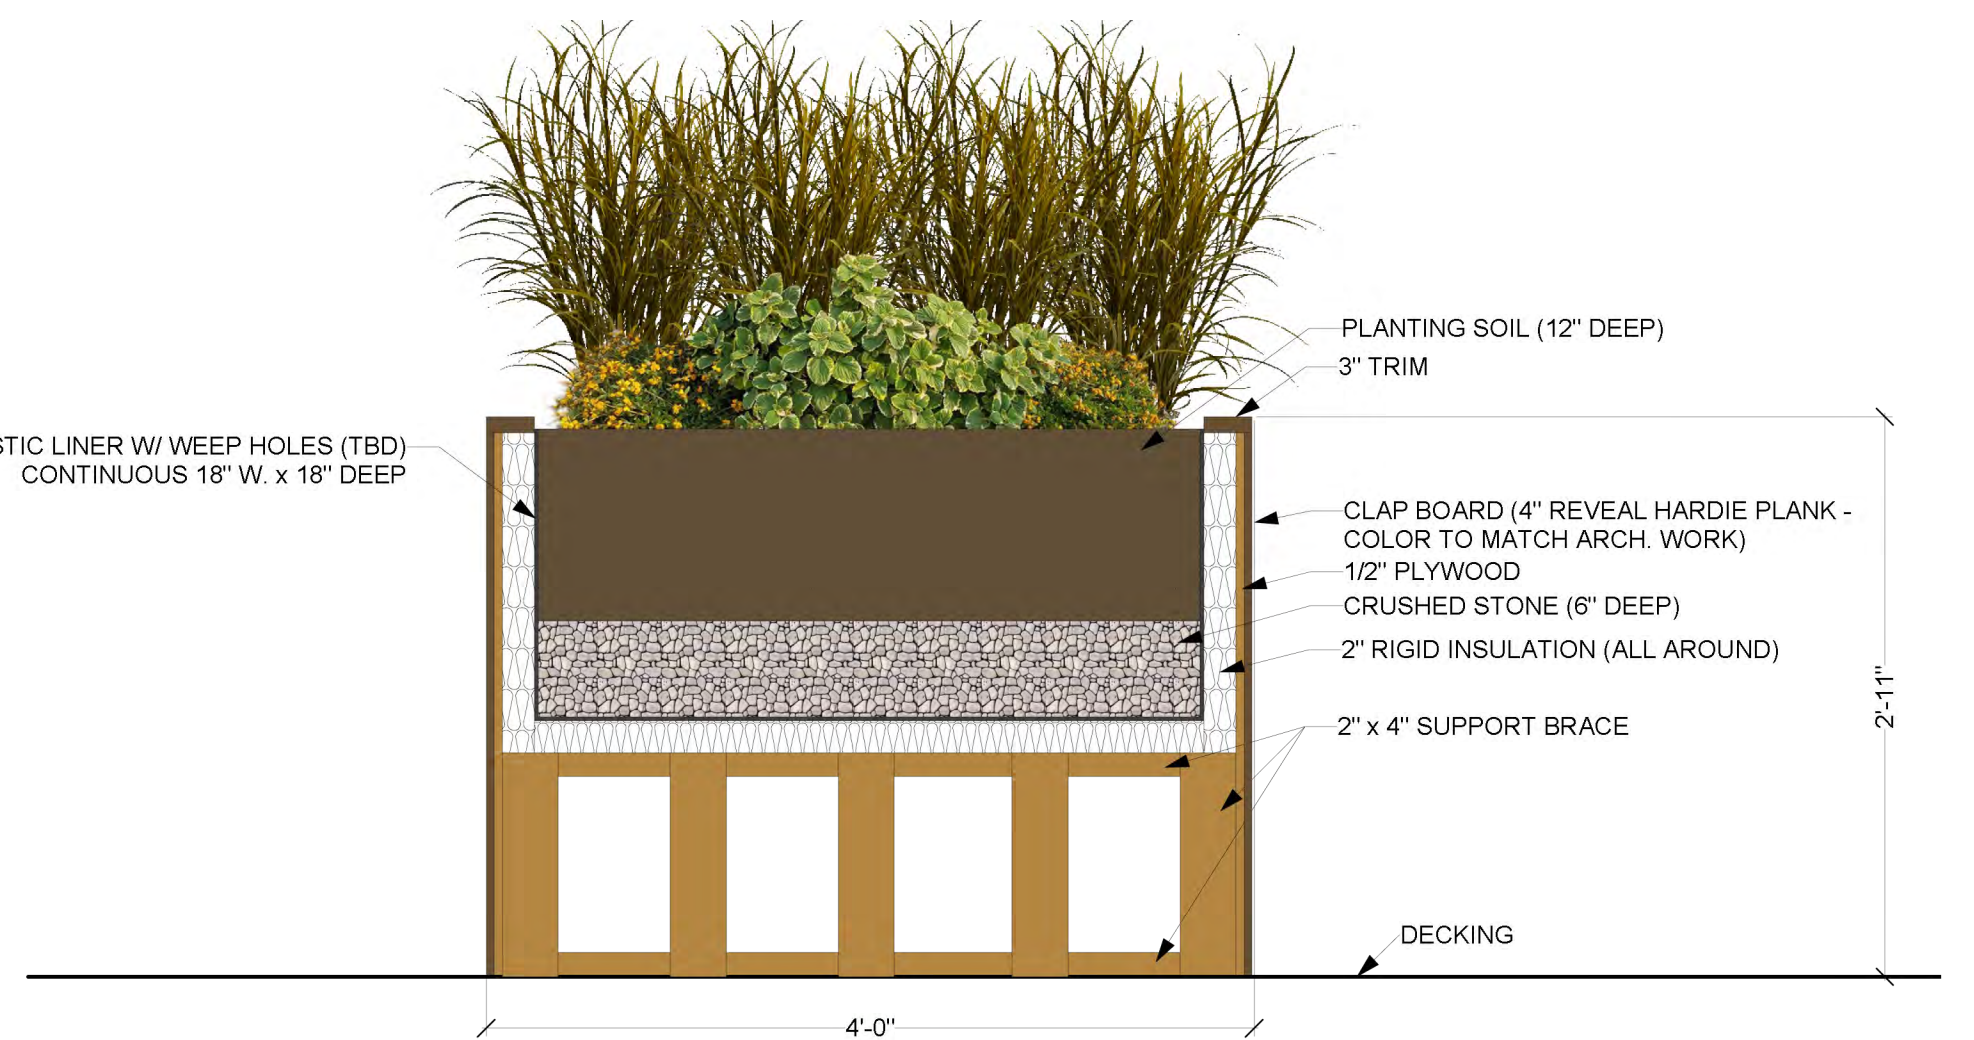 PLANTING SOIL (12" DEEP)
3" TRIM
STIC LINER W/ WEEP HOLES (TBD)
CONTINUOUS 18" W. x 18" DEEP
CLAP BOARD (4" REVEAL HARDIE PLANK -
COLOR TO MATCH ARCH. WORK)
1/2" PLYWOOD
CRUSHED STONE (6" DEEP)
2" RIGID INSULATION (ALL AROUND)
2'-11"
2" x 4" SUPPORT BRACE
DECKING
4'-0"